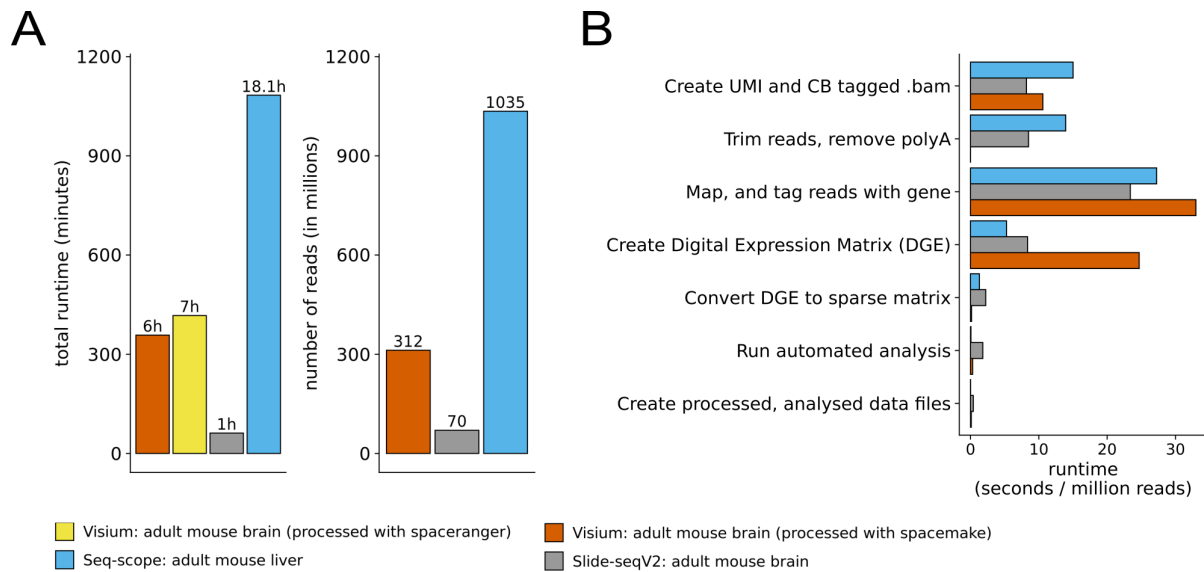 A
B
total runtime (minutes)
1200
900
600
300
0
6h
7h
1h
18.1h
number of reads (in millions)
1200
900
600
300
0
312
70
1035
Create UMI and CB tagged .bam
Trim reads, remove polyA
Map, and tag reads with gene
Create Digital Expression Matrix (DGE)
Convert DGE to sparse matrix
Run automated analysis
Create processed, analysed data files
0 10 20 30
runtime
(seconds / million reads)
Visium: adult mouse brain (processed with spaceranger)
Visium: adult mouse brain (processed with spacemake)
Seq-scope: adult mouse liver
Slide-seqV2: adult mouse brain